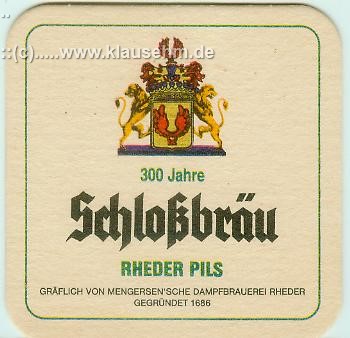 ::(c).....www.klausehm.de
300 Jahre
Schloßbräu
RHEDER PILS
GRÄFLICH VON MENGERSEN'SCHE DAMPFBRAUEREI RHEDER
GEGRÜNDET 1686